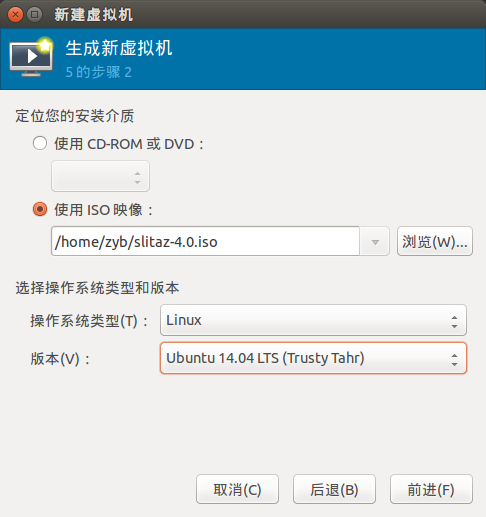 新建虚拟机
生成新虚拟机
5 的步骤 2
定位您的安装介质
使用 CD-ROM 或 DVD：
使用 ISO 映像：
/home/zyb/slitaz-4.0.iso 浏览(W)...
选择操作系统类型和版本
操作系统类型(T)： Linux
版本(V)： Ubuntu 14.04 LTS (Trusty Tahr)
取消(C) 后退(B) 前进(F)